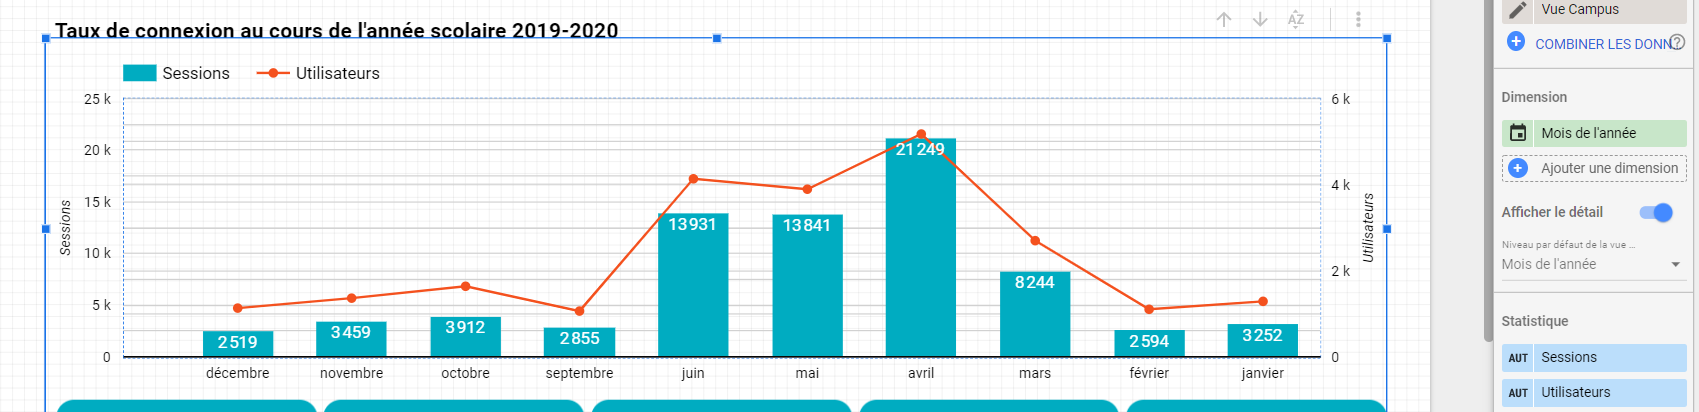 Taux de connexion au cours de l'année scolaire 2019-2020
Sessions
Utilisateurs
25 k
20 k
15 k
10 k
5 k
0
Sessions
6 k
4 k
2 k
0
Utilisateurs
2 519
3 459
3 912
2 855
13 931
13 841
21 249
8 244
2 594
3 252
décembre
novembre
octobre
septembre
juin
mai
avril
mars
février
janvier
AZ
Vue Campus
COMBINER LES DONN
Dimension
Mois de l'année
Ajouter une dimension
Afficher le détail
Niveau par défaut de la vue ...
Mois de l'année
Statistique
AUT Sessions
AUT Utilisateurs